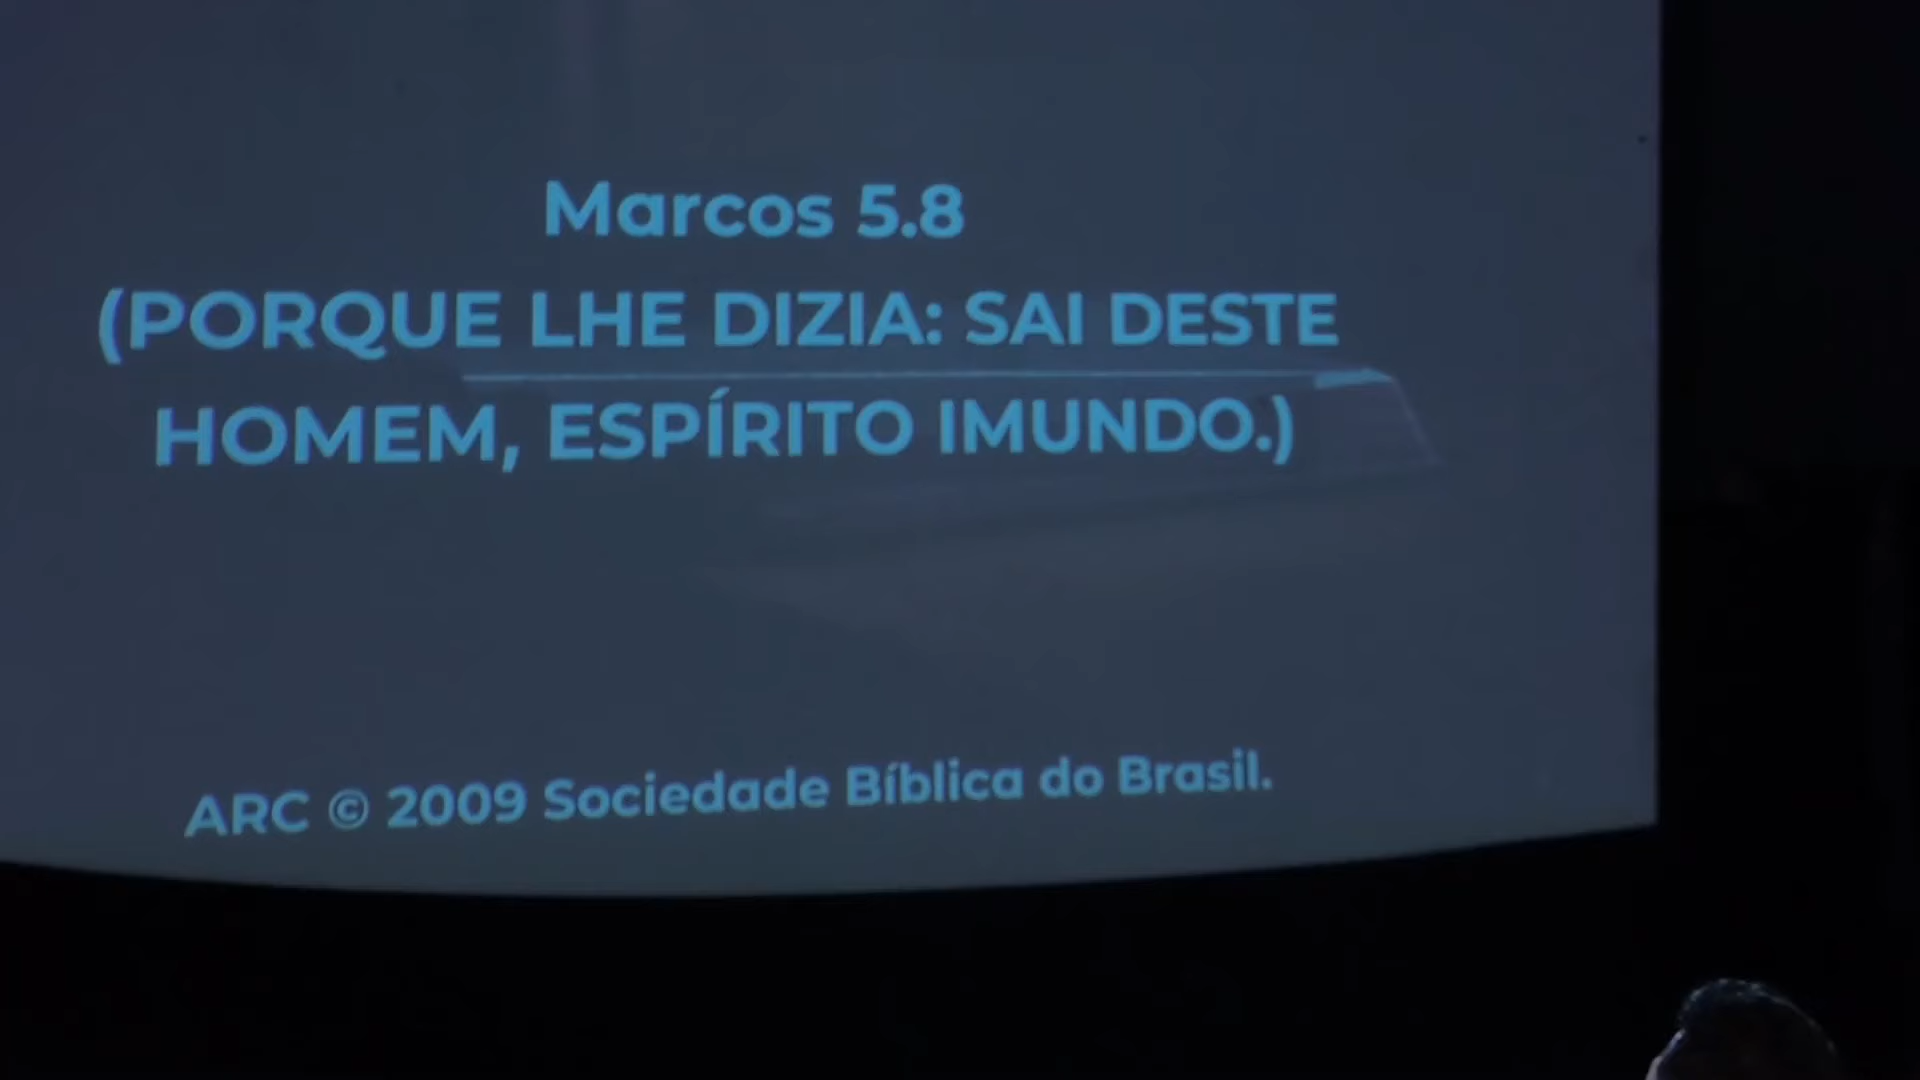 Marcos 5.8
(PORQUE LHE DIZIA: SAI DESTE
HOMEM, ESPÍRITO IMUNDO.)
ARC © 2009 Sociedade Bíblica do Brasil.